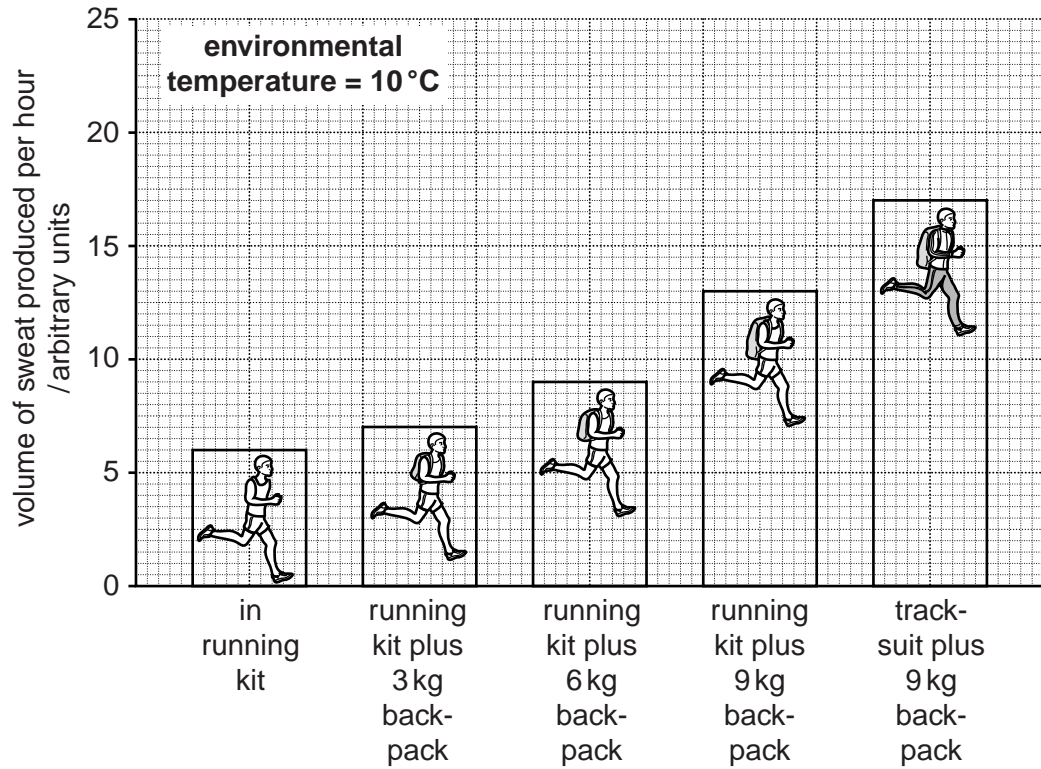 25
environmental
temperature = 10 °C
20
15
10
5
0
volume of sweat produced per hour
/ arbitrary units
in
running
kit
running
kit plus
3 kg
back-
pack
running
kit plus
6 kg
back-
pack
running
kit plus
9 kg
back-
pack
track-
suit plus
9 kg
back-
pack